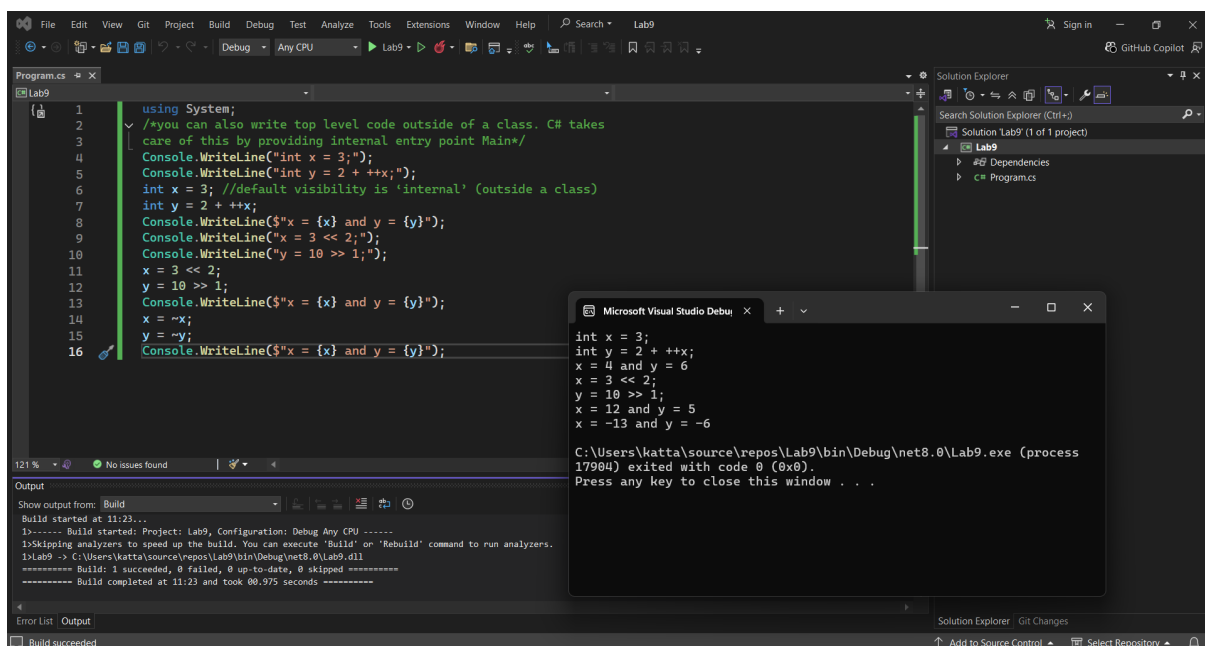 File Edit View Git Project Build Debug Test Analyze Tools Extensions Window Help Search Lab9 Sign in
Debug Any CPU Lab9 GitHub Copilot
Program.cs
Lab9
1 using System;
2 /*you can also write top level code outside of a class. C# takes
3 care of this by providing internal entry point Main*/
4 Console.WriteLine("int x = 3;");
5 Console.WriteLine("int y = 2 + ++x;");
6 int x = 3; //default visibility is ‘internal’ (outside a class)
7 int y = 2 + ++x;
8 Console.WriteLine($"x = {x} and y = {y}");
9 Console.WriteLine("x = 3 << 2;");
10 Console.WriteLine("y = 10 >> 1;");
11 x = 3 << 2;
12 y = 10 >> 1;
13 Console.WriteLine($"x = {x} and y = {y}");
14 x = ~x;
15 y = ~y;
16 Console.WriteLine($"x = {x} and y = {y}");
121 % No issues found
Output
Show output from: Build
Build started at 11:23...
1>------ Build started: Project: Lab9, Configuration: Debug Any CPU ------
1>Skipping analyzers to speed up the build. You can execute 'Build' or 'Rebuild' command to run analyzers.
1>Lab9 -> C:\Users\katta\source\repos\Lab9\bin\Debug\net8.0\Lab9.dll
========== Build: 1 succeeded, 0 failed, 0 up-to-date, 0 skipped ==========
========== Build completed at 11:23 and took 00.975 seconds ==========
Error List Output
Build succeeded
Microsoft Visual Studio Debu
int x = 3;
int y = 2 + ++x;
x = 4 and y = 6
x = 3 << 2;
y = 10 >> 1;
x = 12 and y = 5
x = -13 and y = -6
C:\Users\katta\source\repos\Lab9\bin\Debug\net8.0\Lab9.exe (process
17904) exited with code 0 (0x0).
Press any key to close this window . . .
Solution Explorer
Search Solution Explorer (Ctrl+;)
Solution 'Lab9' (1 of 1 project)
Lab9
Dependencies
C# Program.cs
Solution Explorer Git Changes
Add to Source Control Select Repository